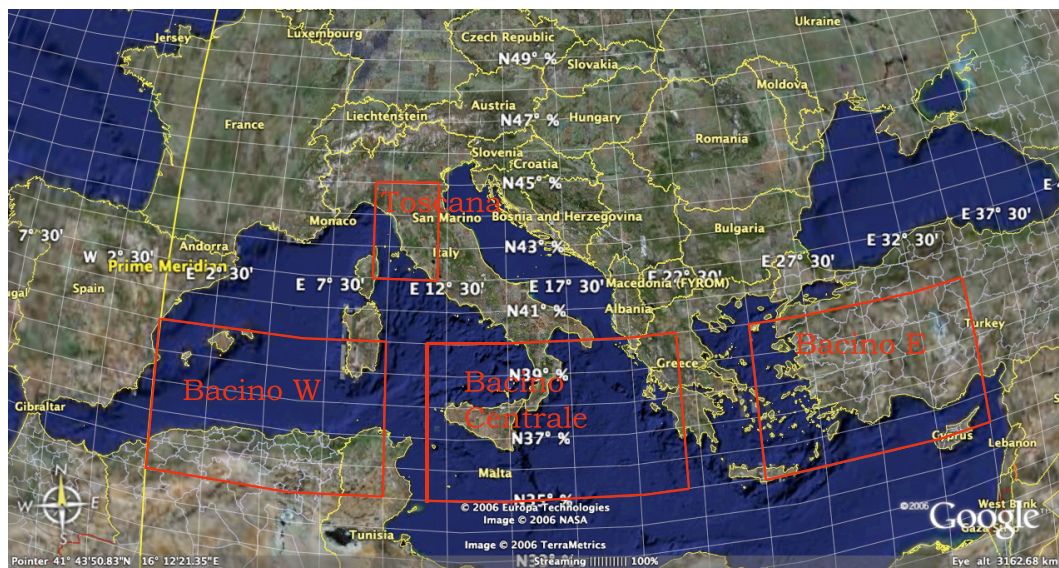 Ukraine
Jersey
Luxembourg
Czech Republic
N49° %
Slovakia
Moldova
France
Liechtenstein
Austria
N47° %
Hungary
Romania
Slovenia
Croatia
N45° %
Toscana
Monaco
San Marino
Bosnia and Herzegovina
Bulgaria
E 37° 30'
7° 30'
W 2° 30'
Andorra
Prime Meridian
E 2° 30'
Italy
N43° %
E 32° 30'
E 27° 30'
E 22° 30'
Spain
E 7° 30'
E 12° 30'
E 17° 30'
Macedonia (FYROM)
N41° %
Albania
Turkey
Bacino E
Greece
Bacino W
Bacino
N39° %
Centrale
Gibraltar
N37° %
Cyprus
Lebanon
Malta
N
W
E
S
N35° %
© 2006 Europa Technologies
Image © 2006 NASA
© 2006
Google
West Bank
Tunisia
Image © 2006 TerraMetrics
Pointer 41° 43'50.83"N 16° 12'21.35"E
Streaming |||||||||| 100%
Eye alt 3162.68 km